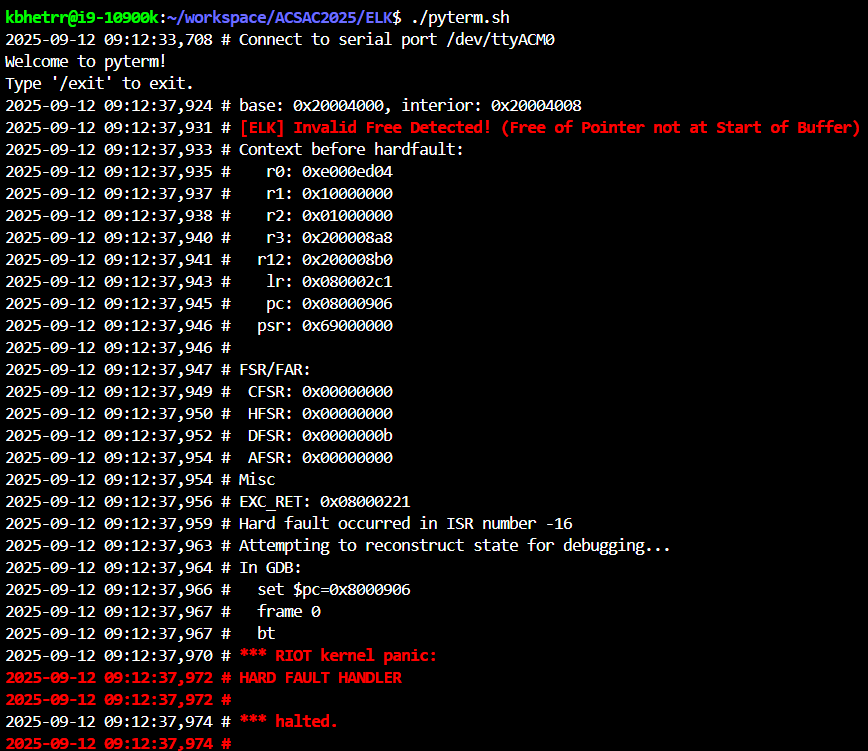 kbhetrr@i9-10900k:~/workspace/ACSAC2025/ELK$ ./pyterm.sh
2025-09-12 09:12:33,708 # Connect to serial port /dev/ttyACM0
Welcome to pyterm!
Type '/exit' to exit.
2025-09-12 09:12:37,924 # base: 0x20004000, interior: 0x20004008
2025-09-12 09:12:37,931 # [ELK] Invalid Free Detected! (Free of Pointer not at Start of Buffer)
2025-09-12 09:12:37,933 # Context before hardfault:
2025-09-12 09:12:37,935 #    r0: 0xe000ed04
2025-09-12 09:12:37,937 #    r1: 0x10000000
2025-09-12 09:12:37,938 #    r2: 0x01000000
2025-09-12 09:12:37,940 #    r3: 0x200008a8
2025-09-12 09:12:37,941 #   r12: 0x200008b0
2025-09-12 09:12:37,943 #    lr: 0x080002c1
2025-09-12 09:12:37,945 #    pc: 0x08000906
2025-09-12 09:12:37,946 #   psr: 0x69000000
2025-09-12 09:12:37,946 #
2025-09-12 09:12:37,947 # FSR/FAR:
2025-09-12 09:12:37,949 #  CFSR: 0x00000000
2025-09-12 09:12:37,950 #  HFSR: 0x00000000
2025-09-12 09:12:37,952 #  DFSR: 0x0000000b
2025-09-12 09:12:37,954 #  AFSR: 0x00000000
2025-09-12 09:12:37,954 # Misc
2025-09-12 09:12:37,956 # EXC_RET: 0x08000221
2025-09-12 09:12:37,959 # Hard fault occurred in ISR number -16
2025-09-12 09:12:37,963 # Attempting to reconstruct state for debugging...
2025-09-12 09:12:37,964 # In GDB:
2025-09-12 09:12:37,966 #   set $pc=0x8000906
2025-09-12 09:12:37,967 #   frame 0
2025-09-12 09:12:37,967 #   bt
2025-09-12 09:12:37,970 # *** RIOT kernel panic:
2025-09-12 09:12:37,972 # HARD FAULT HANDLER
2025-09-12 09:12:37,972 #
2025-09-12 09:12:37,974 # *** halted.
2025-09-12 09:12:37,974 #